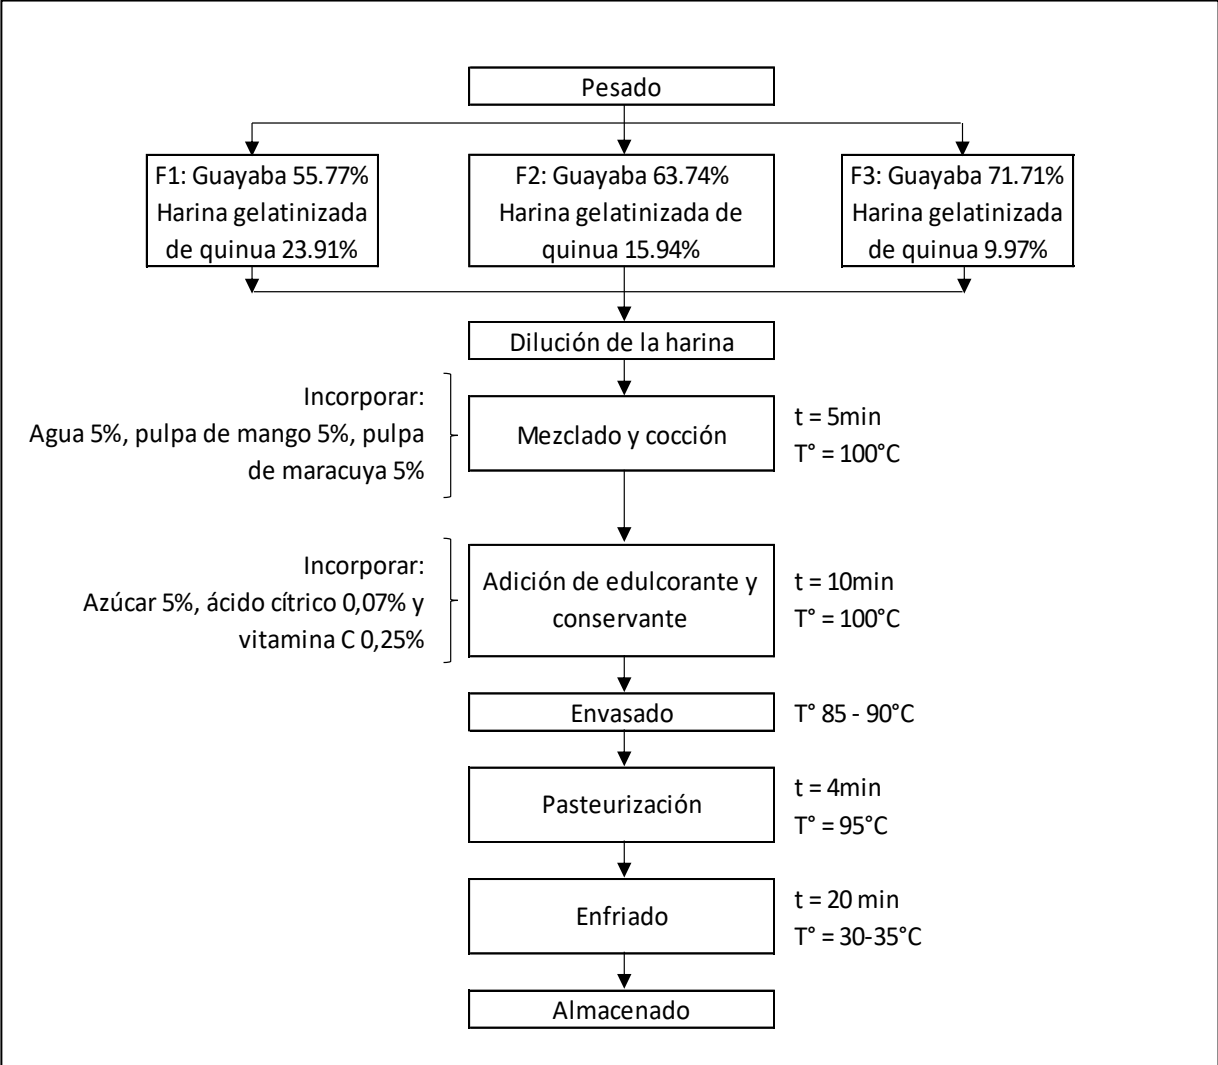 Pesado
F1: Guayaba 55.77%
Harina gelatinizada
de quinua 23.91%
F2: Guayaba 63.74%
Harina gelatinizada de
quinua 15.94%
F3: Guayaba 71.71%
Harina gelatinizada
de quinua 9.97%
Dilución de la harina
Incorporar:
Agua 5%, pulpa de mango 5%, pulpa
de maracuya 5%
Mezclado y cocción
t = 5min
T° = 100°C
Incorporar:
Azúcar 5%, ácido cítrico 0,07% y
vitamina C 0,25%
Adición de edulcorante y
conservante
t = 10min
T° = 100°C
Envasado
T° 85 - 90°C
Pasteurización
t = 4min
T° = 95°C
Enfriado
t = 20 min
T° = 30-35°C
Almacenado